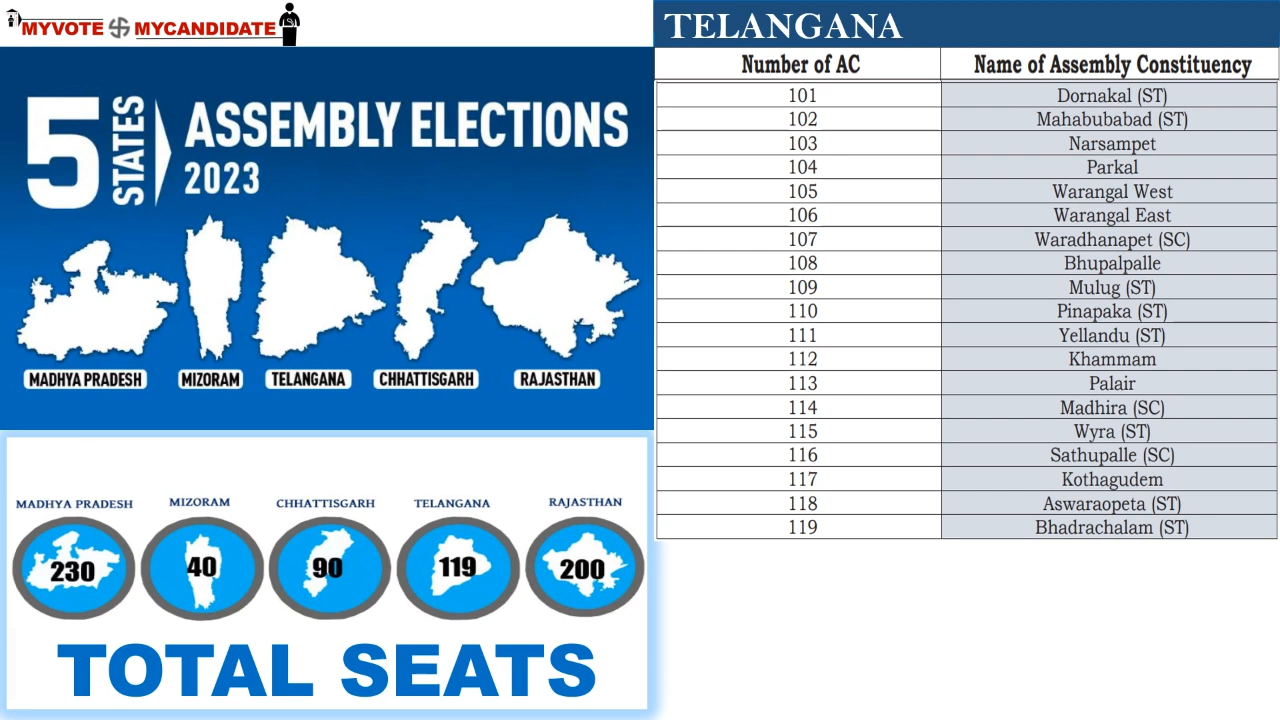 MYVOTE MYCANDIDATE
5 STATES
ASSEMBLY ELECTIONS
2023
MADHYA PRADESH MIZORAM TELANGANA CHHATTISGARH RAJASTHAN
MADHYA PRADESH MIZORAM CHHATTISGARH TELANGANA RAJASTHAN
230 40 90 119 200
TOTAL SEATS
TELANGANA
Number of AC Name of Assembly Constituency
101 Dornakal (ST)
102 Mahabubabad (ST)
103 Narsampet
104 Parkal
105 Warangal West
106 Warangal East
107 Waradhanapet (SC)
108 Bhupalpalle
109 Mulug (ST)
110 Pinapaka (ST)
111 Yellandu (ST)
112 Khammam
113 Palair
114 Madhira (SC)
115 Wyra (ST)
116 Sathupalle (SC)
117 Kothagudem
118 Aswaraopeta (ST)
119 Bhadrachalam (ST)